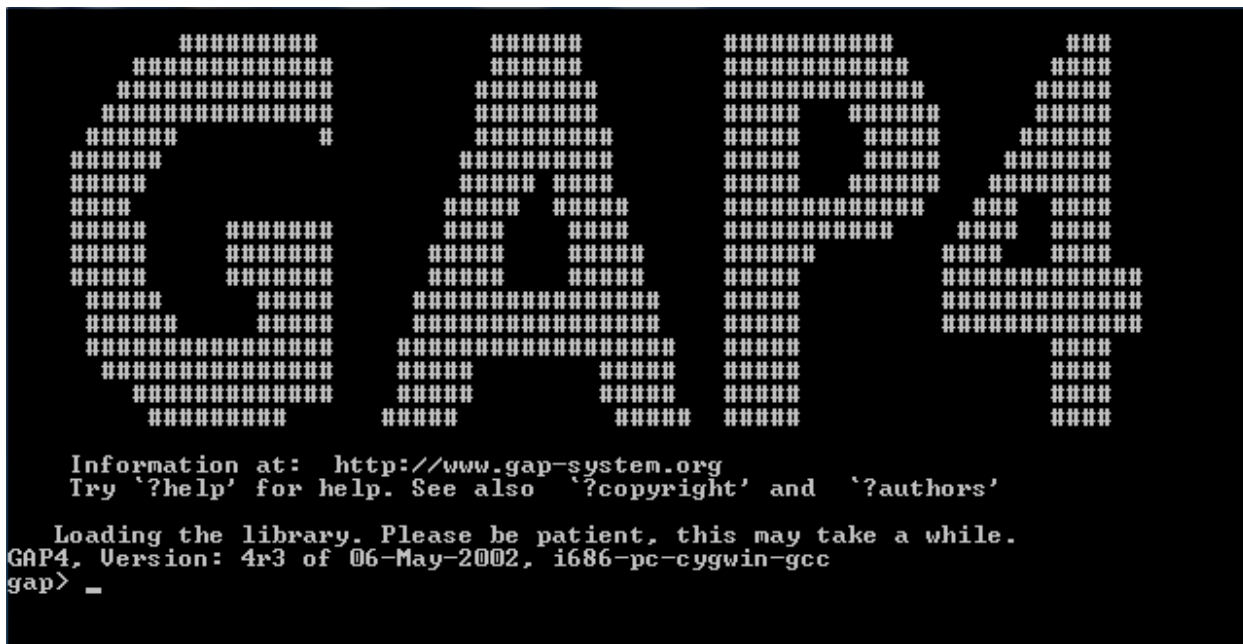 GAP4
Information at:  http://www.gap-system.org
Try `?help' for help. See also  `?copyright' and  `?authors'
Loading the library. Please be patient, this may take a while.
GAP4, Version: 4r3 of 06-May-2002, i686-pc-cygwin-gcc
gap> _